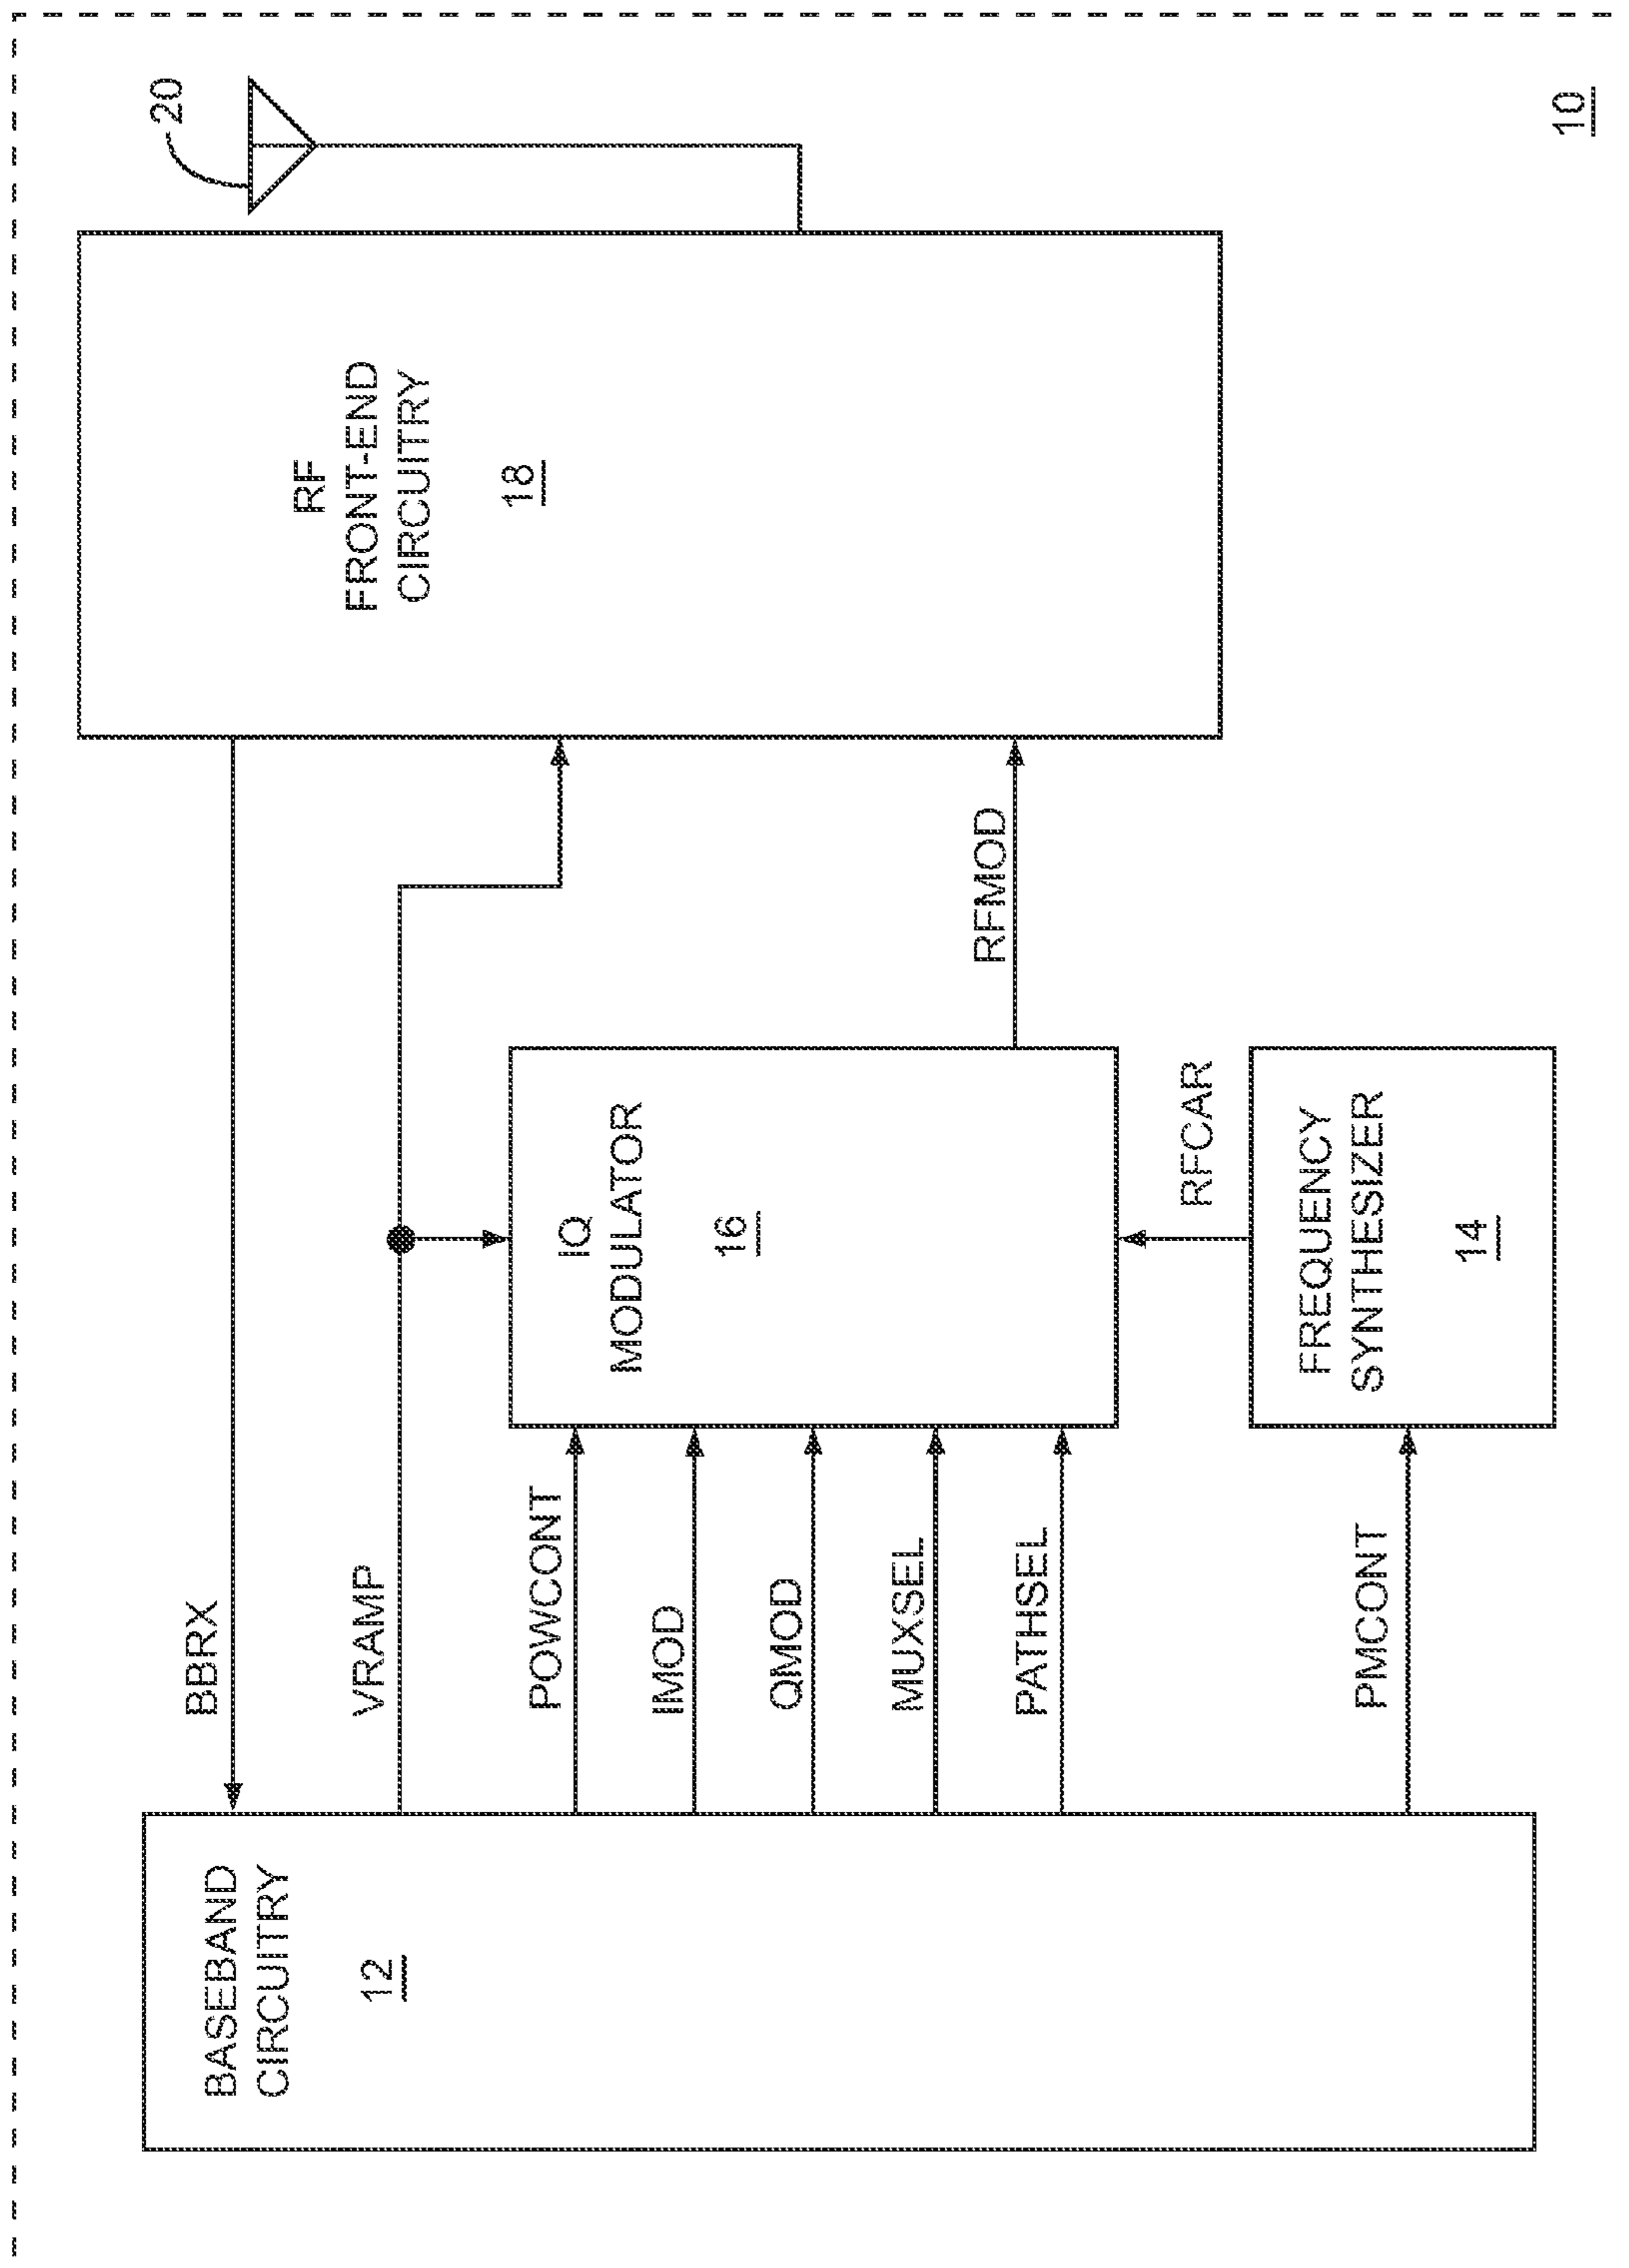 BASEBAND
CIRCUITRY
12
BBRX
VRAMP
POWCONT
IMOD
QMOD
MUXSEL
PATHSEL
PMCONT
IQ
MODULATOR
16
RFCAR
FREQUENCY
SYNTHESIZER
14
RFMOD
RF
FRONT-END
CIRCUITRY
18
20
10